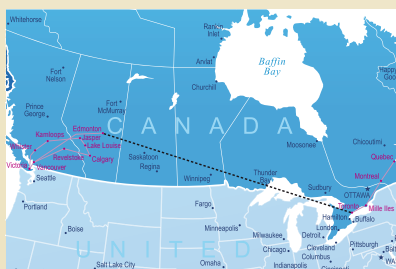 Whitehorse
Rankin
Inlet
Arviat
Baffin
Bay
Fort
Nelson
Churchill
Fort
McMurray
Prince
George
Edmonton
CANADA
Kamloops
Jasper
Lake Louise
Moosonee
Chicoutimi
Whistler
Revelstoke
Calgary
Saskatoon
Regina
Quebec
Victoria
Vancouver
Winnipeg
Thunder
Bay
Sudbury
Montreal
Seattle
OTTAWA
Portland
Fargo
Toronto
Mille Iles
Hamilton
Buffalo
Boise
Minneapolis
London
Milwaukee
Detroit
UNITED
Chicago
Cleveland
Pittsburgh
Salt Lake City
Omaha
Columbus
Indianapolis
Cincinnati